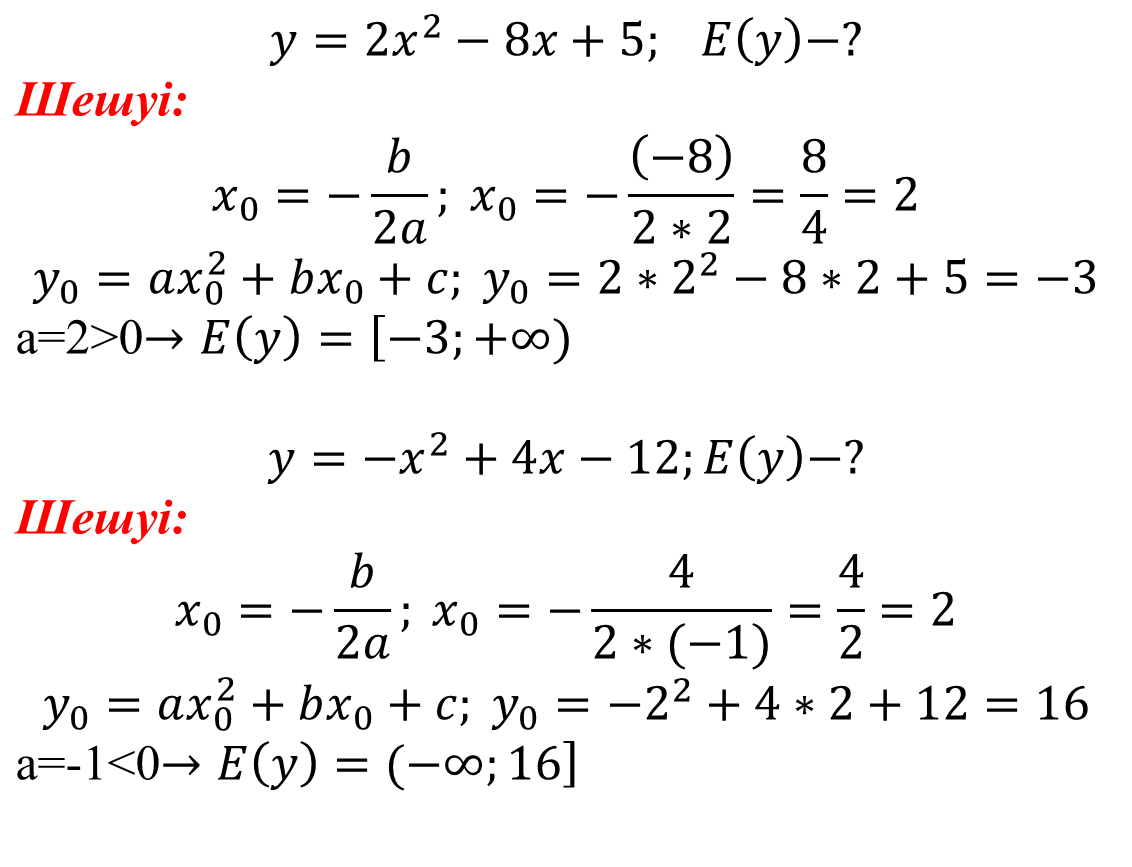 y = 2x² − 8x + 5; E(y)−?
Шешуі:
x₀ = −b/2a; x₀ = −(−8)/2∗2 = 8/4 = 2
y₀ = ax₀² + bx₀ + c; y₀ = 2 ∗ 2² − 8 ∗ 2 + 5 = −3
a=2>0→ E(y) = [−3; +∞)
y = −x² + 4x − 12; E(y)−?
Шешуі:
x₀ = −b/2a; x₀ = −4/2∗(−1) = 4/2 = 2
y₀ = ax₀² + bx₀ + c; y₀ = −2² + 4 ∗ 2 + 12 = 16
a=-1<0→ E(y) = (−∞; 16]